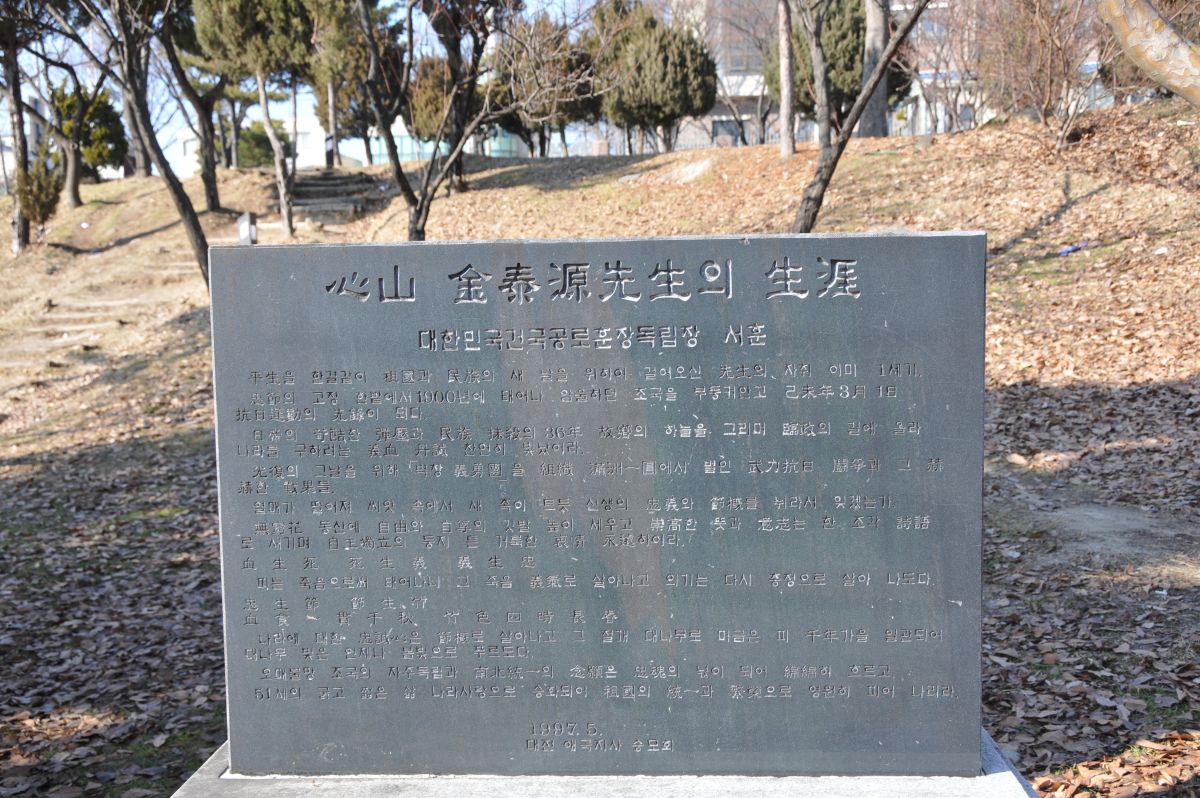 心山 金泰源先生의 生涯
대한민국건국공로훈장독립장 서훈
平生을 한결같이 祖國과 民族의 새 날을 위하여 걸어오신 先生의 자취 이미 1세기.
忠節의 고장 한밭에서 1900년에 태어나 암울하던 조국을 부둥켜안고 己未年 3月 1日
抗日運動의 先鋒이 되다.
日帝의 苛酷한 彈壓과 民族 抹殺의 36年 故鄕의 하늘을 그리며 臨政의 길에 올라
나라를 구하려는 義血 丹誠 찬연히 빛났어라.
光復의 그날을 위해 벽창 義勇團을 組織 滿洲一圓에서 벌인 武力抗日 鬪爭과 그 赫
赫한 戰果들.
열매가 떨어져 씨앗 속에서 새 싹이 트듯 선생의 忠義와 節槪를 뉘라서 잊겠는가.
無窮花 동산에 自由와 自尊의 깃발 높이 세우고 崇高한 뜻과 意志는 한 조각 詩語
로 새기며 自主獨立의 횃지 튼 거룩한 哀情 永遠하여라.
血生死 死生義 義生忠
피는 죽음으로써 태어나니 그 죽음 義氣로 살아나고 의기는 다시 충정으로 살아 나도다.
先生節 節生竹
血食一貫千秋 竹色四時長春
나라에 대한 忠誠心은 節槪로 살아나고 그 절개 대나무로 마음은 피 千年가을 일관되어
대나무 빛은 언제나 봄빛으로 푸르도다.
오매불망 조국의 자주독립과 南北統一의 念願은 忠魂의 넋이 되어 綿綿히 흐르고
51세의 굵고 짧은 삶 나라사랑으로 승화되어 祖國의 統一과 繁榮으로 영원히 피어 나리라.
1997. 5.
대전 애국지사 숭모회